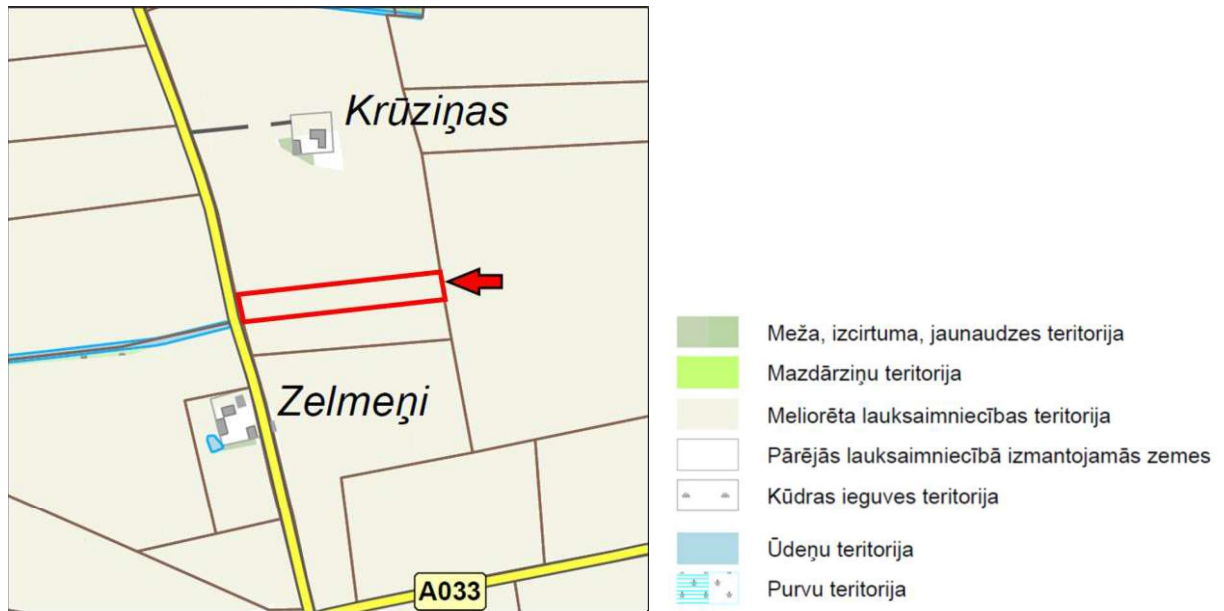 Krūziņas
Zelmeņi
A033
Meža, izcirtuma, jaunaudzes teritorija
Mazdārziņu teritorija
Meliorēta lauksaimniecības teritorija
Pārējās lauksaimniecībā izmantojamās zemes
Kūdras ieguves teritorija
Ūdeņu teritorija
Purvu teritorija